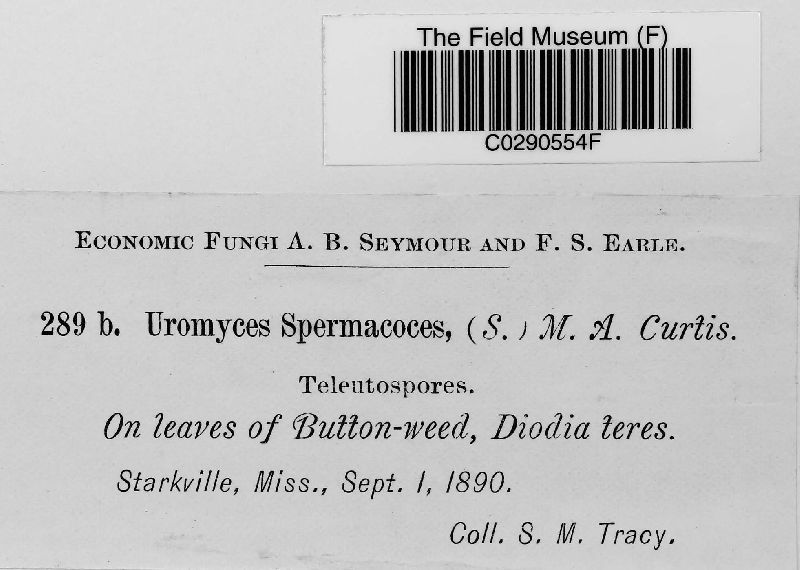 The Field Museum (F)
C0290554F
Economic Fungi A. B. Seymour and F. S. Earle.
289 b. Uromyces Spermacoces, (S.) M. A. Curtis.
Teleutospores.
On leaves of Button-weed, Diodia teres.
Starkville, Miss., Sept. 1, 1890.
Coll. S. M. Tracy.